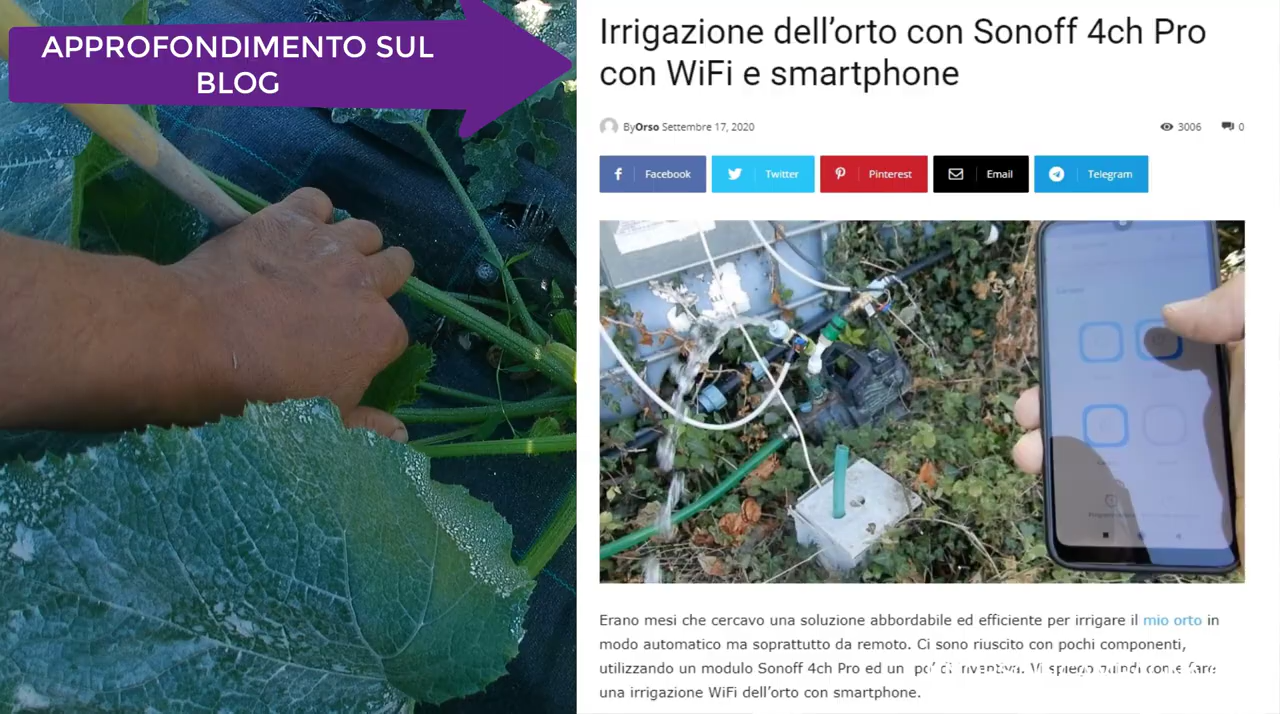 APPROFONDIMENTO SUL
BLOG
Irrigazione dell’orto con Sonoff 4ch Pro
con WiFi e smartphone
ByOrso Settembre 17, 2020
3006
0
Facebook
Twitter
Pinterest
Email
Telegram
Erano mesi che cercavo una soluzione abbordabile ed efficiente per irrigare il mio orto in
modo automatico ma soprattutto da remoto. Ci sono riuscito con pochi componenti,
utilizzando un modulo Sonoff 4ch Pro ed un
una irrigazione WiFi dell’orto con smartphone.